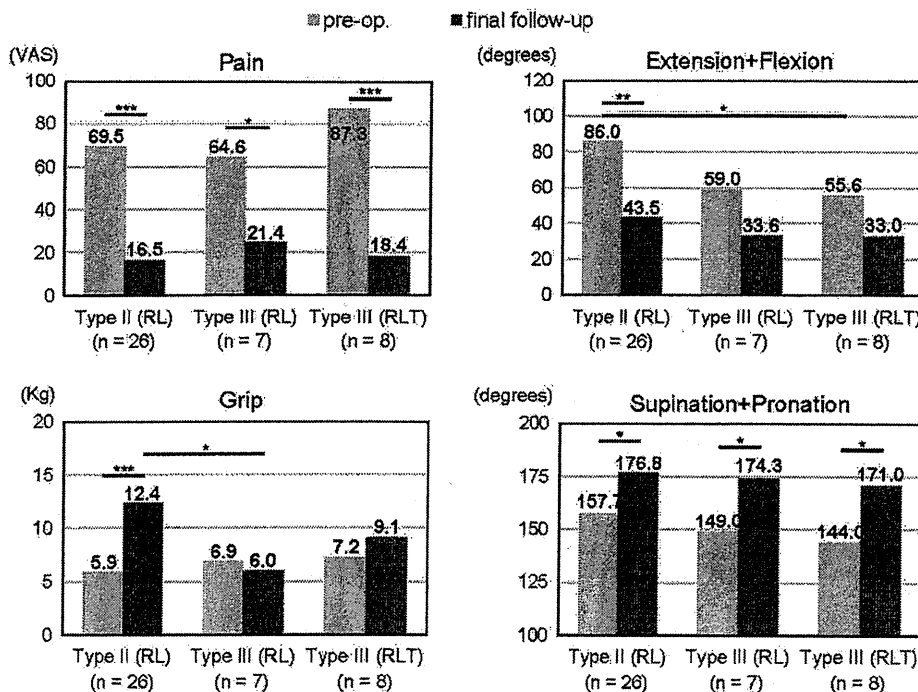 pre-op. final follow-up
(VAS) Pain
100
80
60
40
20
0
*** * ***
69.5 16.5 64.6 21.4 87.3 18.4
Type II (RL) Type III (RL) Type III (RLT)
(n = 26) (n = 7) (n = 8)
(degrees) Extension+Flexion
120
100
80
60
40
20
0
** *
86.0 43.5 59.0 33.6 55.6 33.0
Type II (RL) Type III (RL) Type III (RLT)
(n = 26) (n = 7) (n = 8)
(Kg) Grip
20
15
10
5
0
*** *
5.9 12.4 6.9 6.0 7.2 9.1
Type II (RL) Type III (RL) Type III (RLT)
(n = 26) (n = 7) (n = 8)
(degrees) Supination+Pronation
200
175
150
125
100
* * *
157.7 176.8 149.0 174.3 144.0 171.0
Type II (RL) Type III (RL) Type III (RLT)
(n = 26) (n = 7) (n = 8)